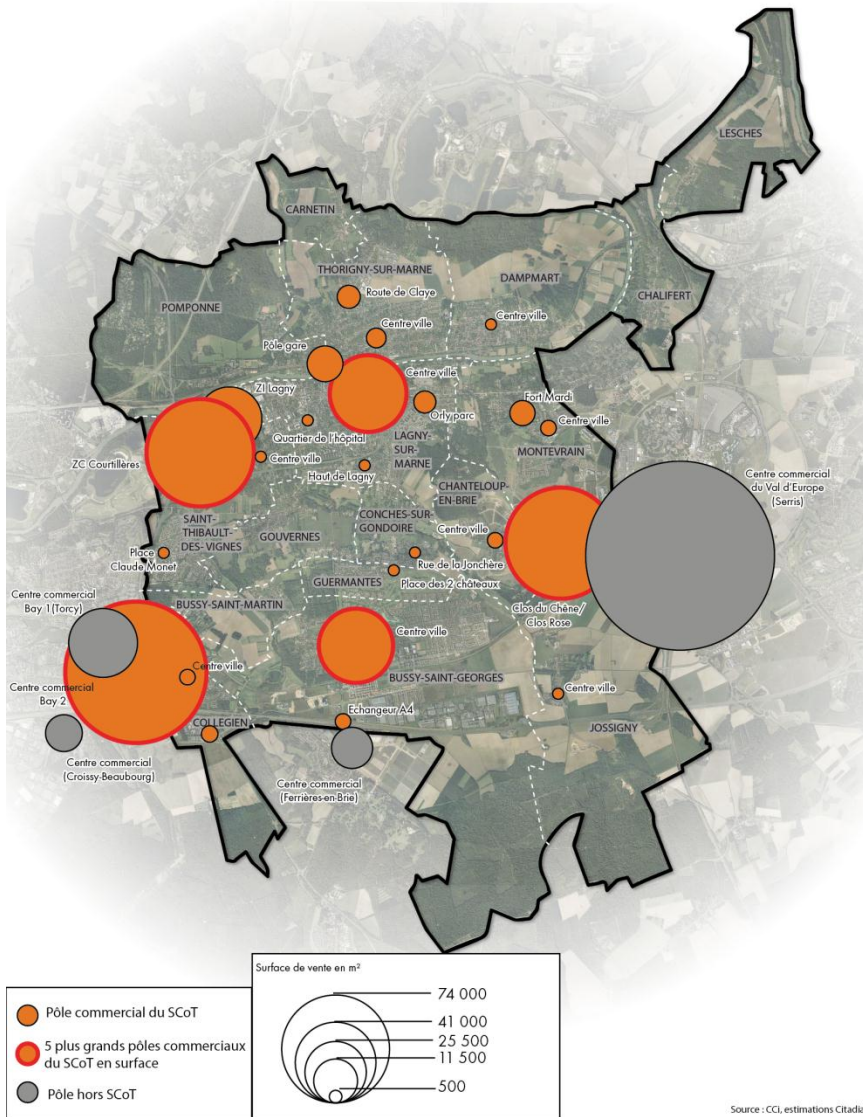 LESCHES
CARNETIN
THORIGNY-SUR-MARNE
DAMPMART
CHALIFERT
POMPONNE
Route de Claye
Centre ville
Centre ville
Pôle gare
Centre ville
ZI Lagny
Orly parc
Fort Mardi
Centre ville
Quartier de l'hôpital
LAGNY-
SUR-
MARNE
MONTEVRAIN
ZC Courtillères
Centre ville
Haut de Lagny
Centre commercial
du Val d'Europe
(Serris)
CHANTELOUP-
EN-BRIE
SAINT-
THIBAULT-
DES-VIGNES
GOUVERNES
CONCHES-SUR-
GONDOIRE
Centre ville
Place
Claude Monet
Rue de la Jonchère
Place des 2 châteaux
GUERMANTES
Clos du Chêne/
Clos Rose
Centre commercial
Bay 1(Torcy)
BUSSY-SAINT-MARTIN
Centre ville
Centre ville
BUSSY-SAINT-GEORGES
Centre commercial
Bay 2
Centre ville
COLLEGIEN
Echangeur A4
JOSSIGNY
Centre commercial
(Croissy-Beaubourg)
Centre commercial
(Ferrières-en-Brie)
Pôle commercial du SCoT
5 plus grands pôles commerciaux
du SCoT en surface
Pôle hors SCoT
Surface de vente en m²
74 000
41 000
25 500
11 500
500
Source : CCi, estimations